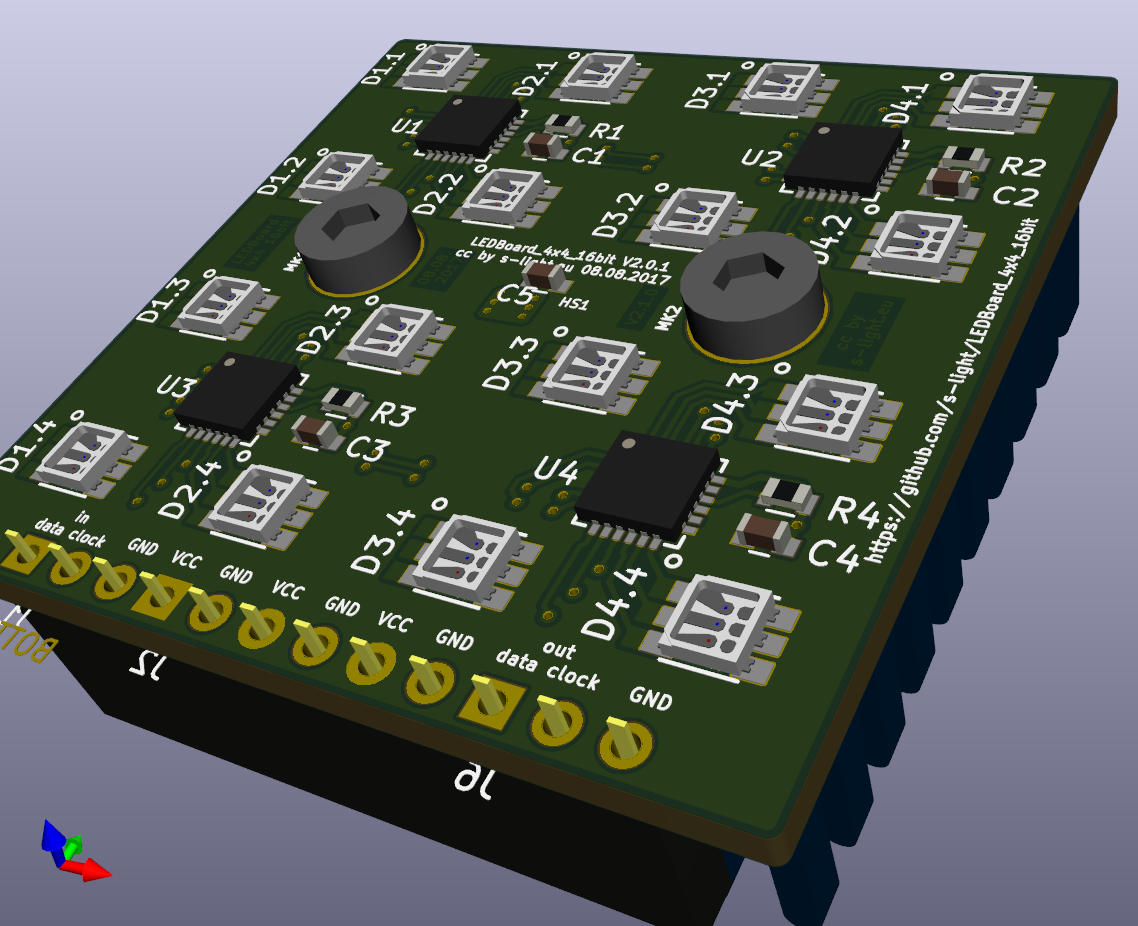 D1.1
D2.1
D3.1
D4.1
U1
R1
C1
U2
R2
C2
D1.2
D2.2
D3.2
D4.2
LEDBoard_4x4_16bit V2.0.1
cc by s-light.eu 08.08.2017
C5
HS1
MK2
cc by
s-light.eu
https://github.com/s-light/LEDBoard_4x4_16bit
D1.3
D2.3
D3.3
D4.3
U3
R3
C3
U4
R4
C4
D1.4
D2.4
D3.4
D4.4
in
data clock
GND
VCC
GND
VCC
GND
VCC
GND
out
data clock
GND
J2
J6